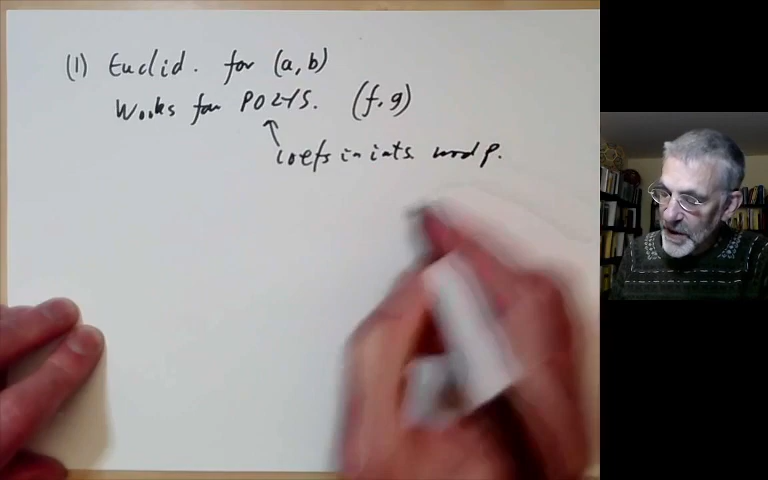 (1) Euclid. for (a, b)
Works for POLYS. (f, g)
coefs in ints. mod p.